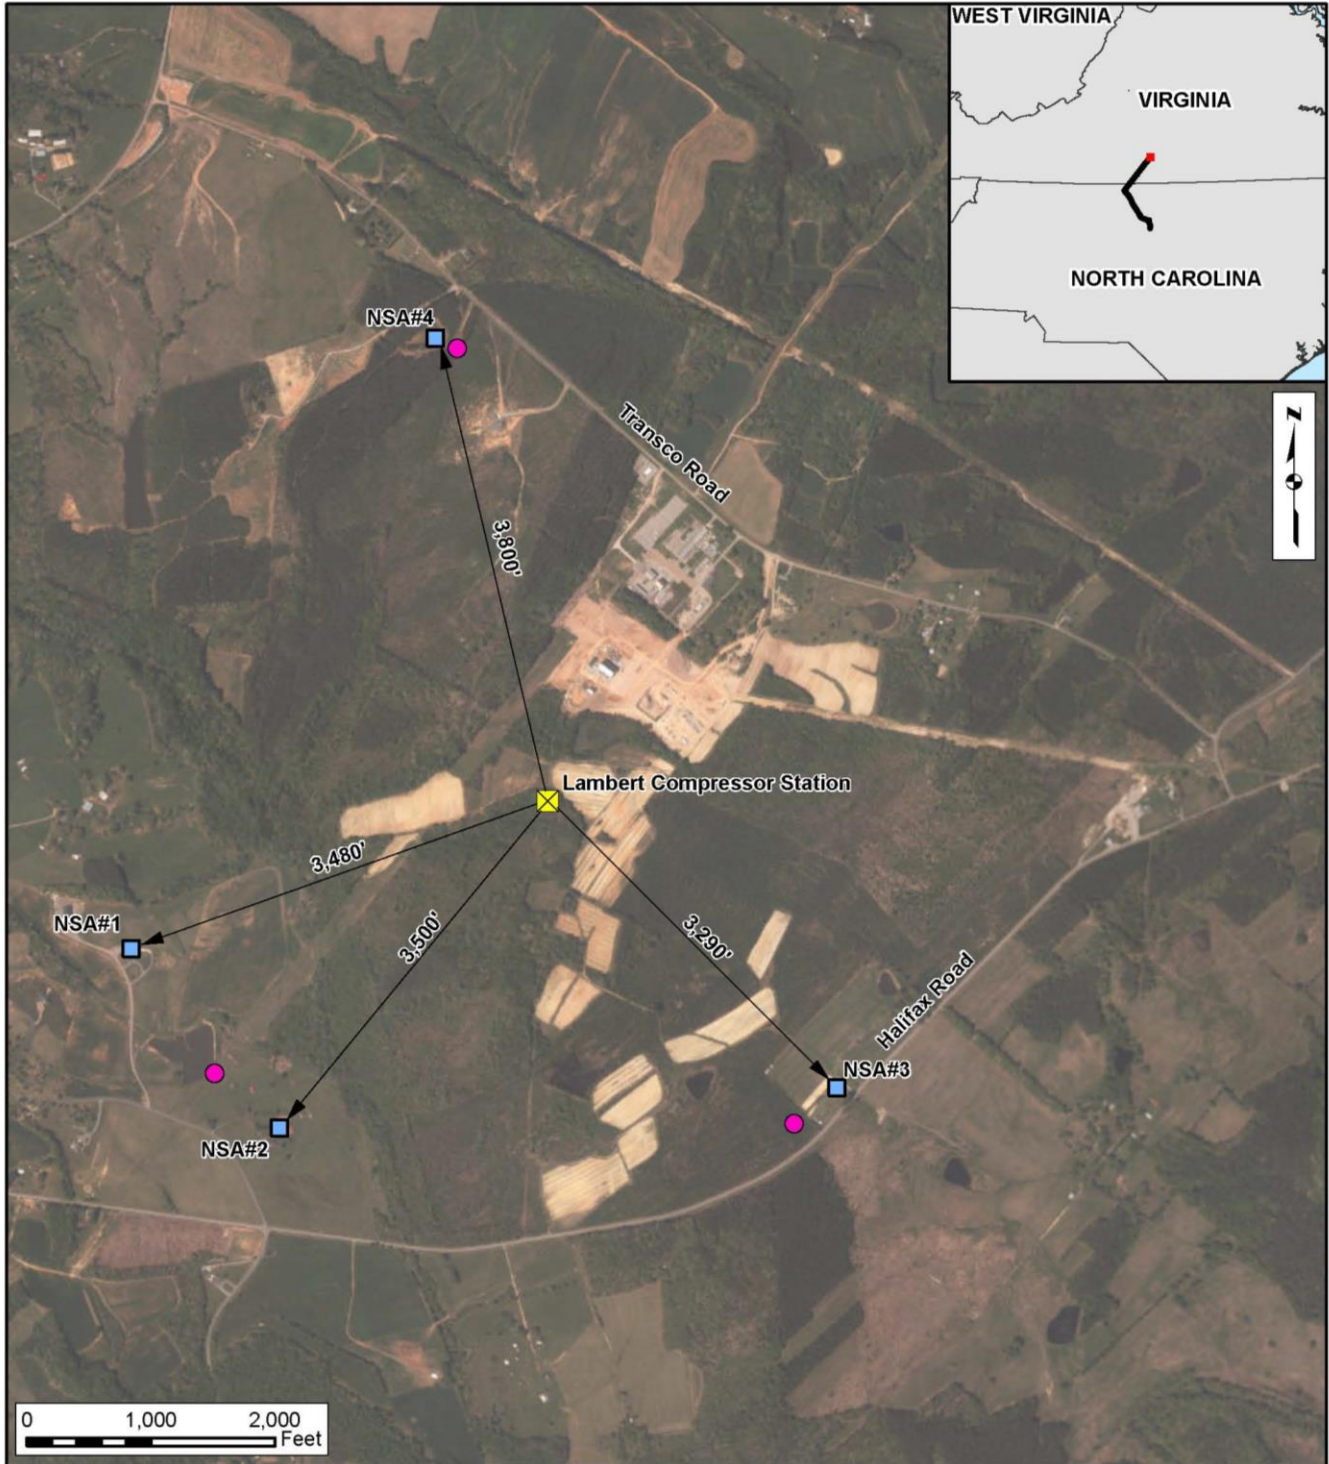 WEST VIRGINIA
VIRGINIA
NORTH CAROLINA
N
NSA#4
Transco Road
3,800'
Lambert Compressor Station
3,480'
NSA#1
3,500'
3,290'
Halifax Road
NSA#3
NSA#2
0 1,000 2,000
Feet